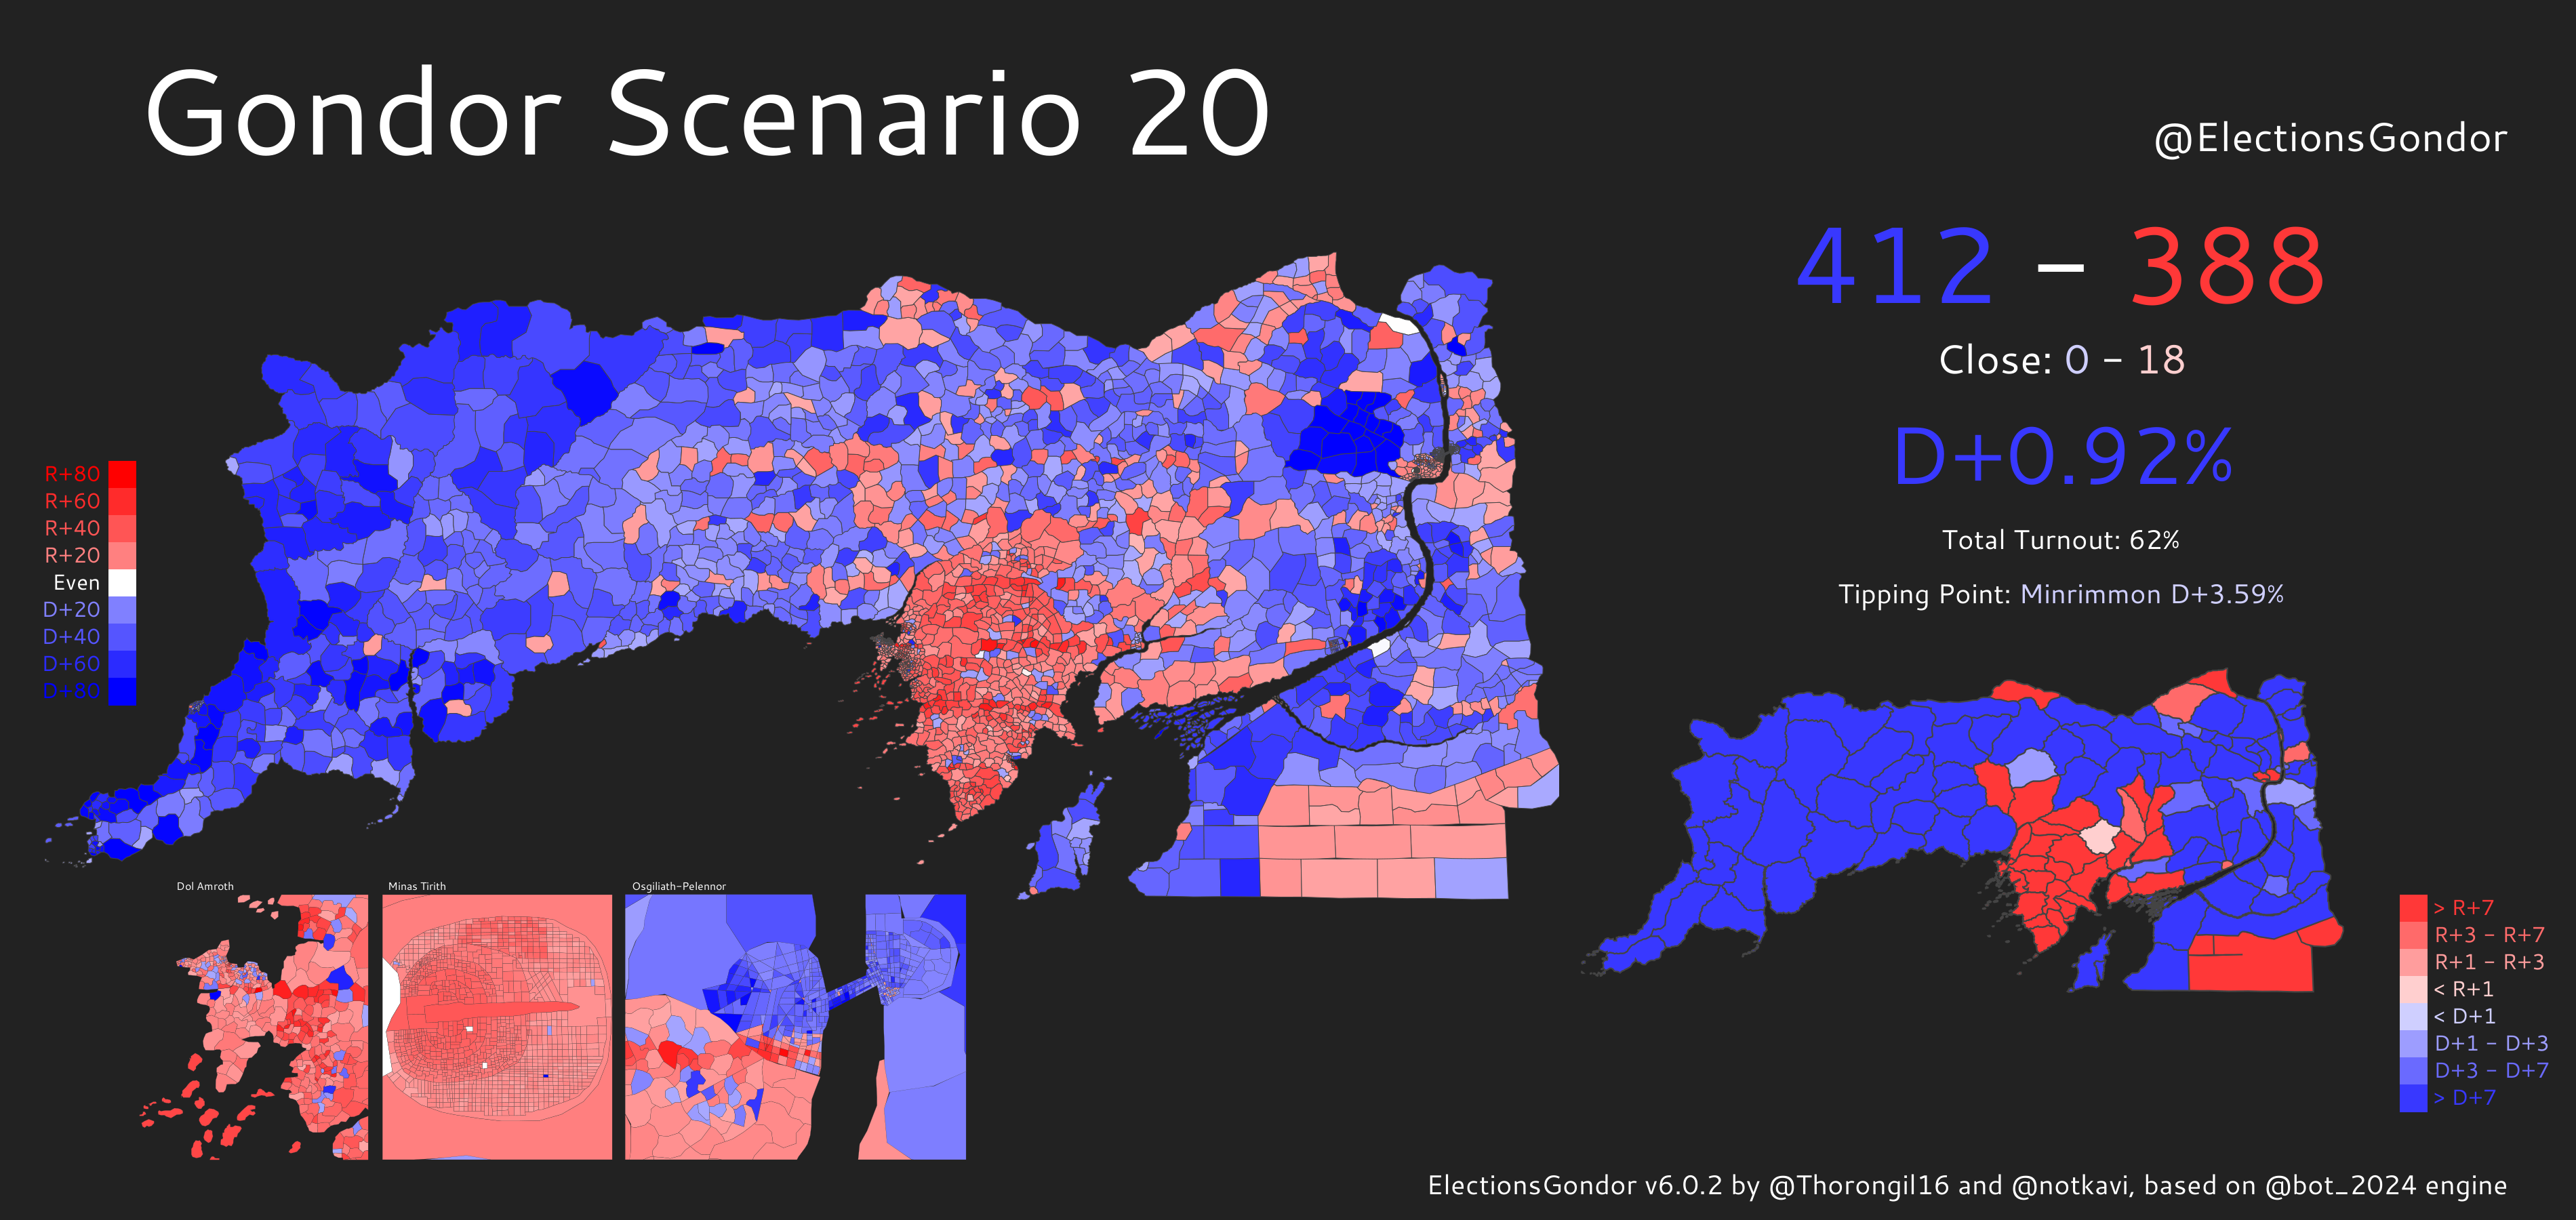 Gondor Scenario 20
@ElectionsGondor
412 – 388
Close: 0 – 18
D+0.92%
Total Turnout: 62%
Tipping Point: Minrimmon D+3.59%
R+80
R+60
R+40
R+20
Even
D+20
D+40
D+60
D+80
Dol Amroth
Minas Tirith
Osgiliath-Pelennor
> R+7
R+3 – R+7
R+1 – R+3
< R+1
< D+1
D+1 – D+3
D+3 – D+7
> D+7
ElectionsGondor v6.0.2 by @Thorongil16 and @notkavi, based on @bot_2024 engine